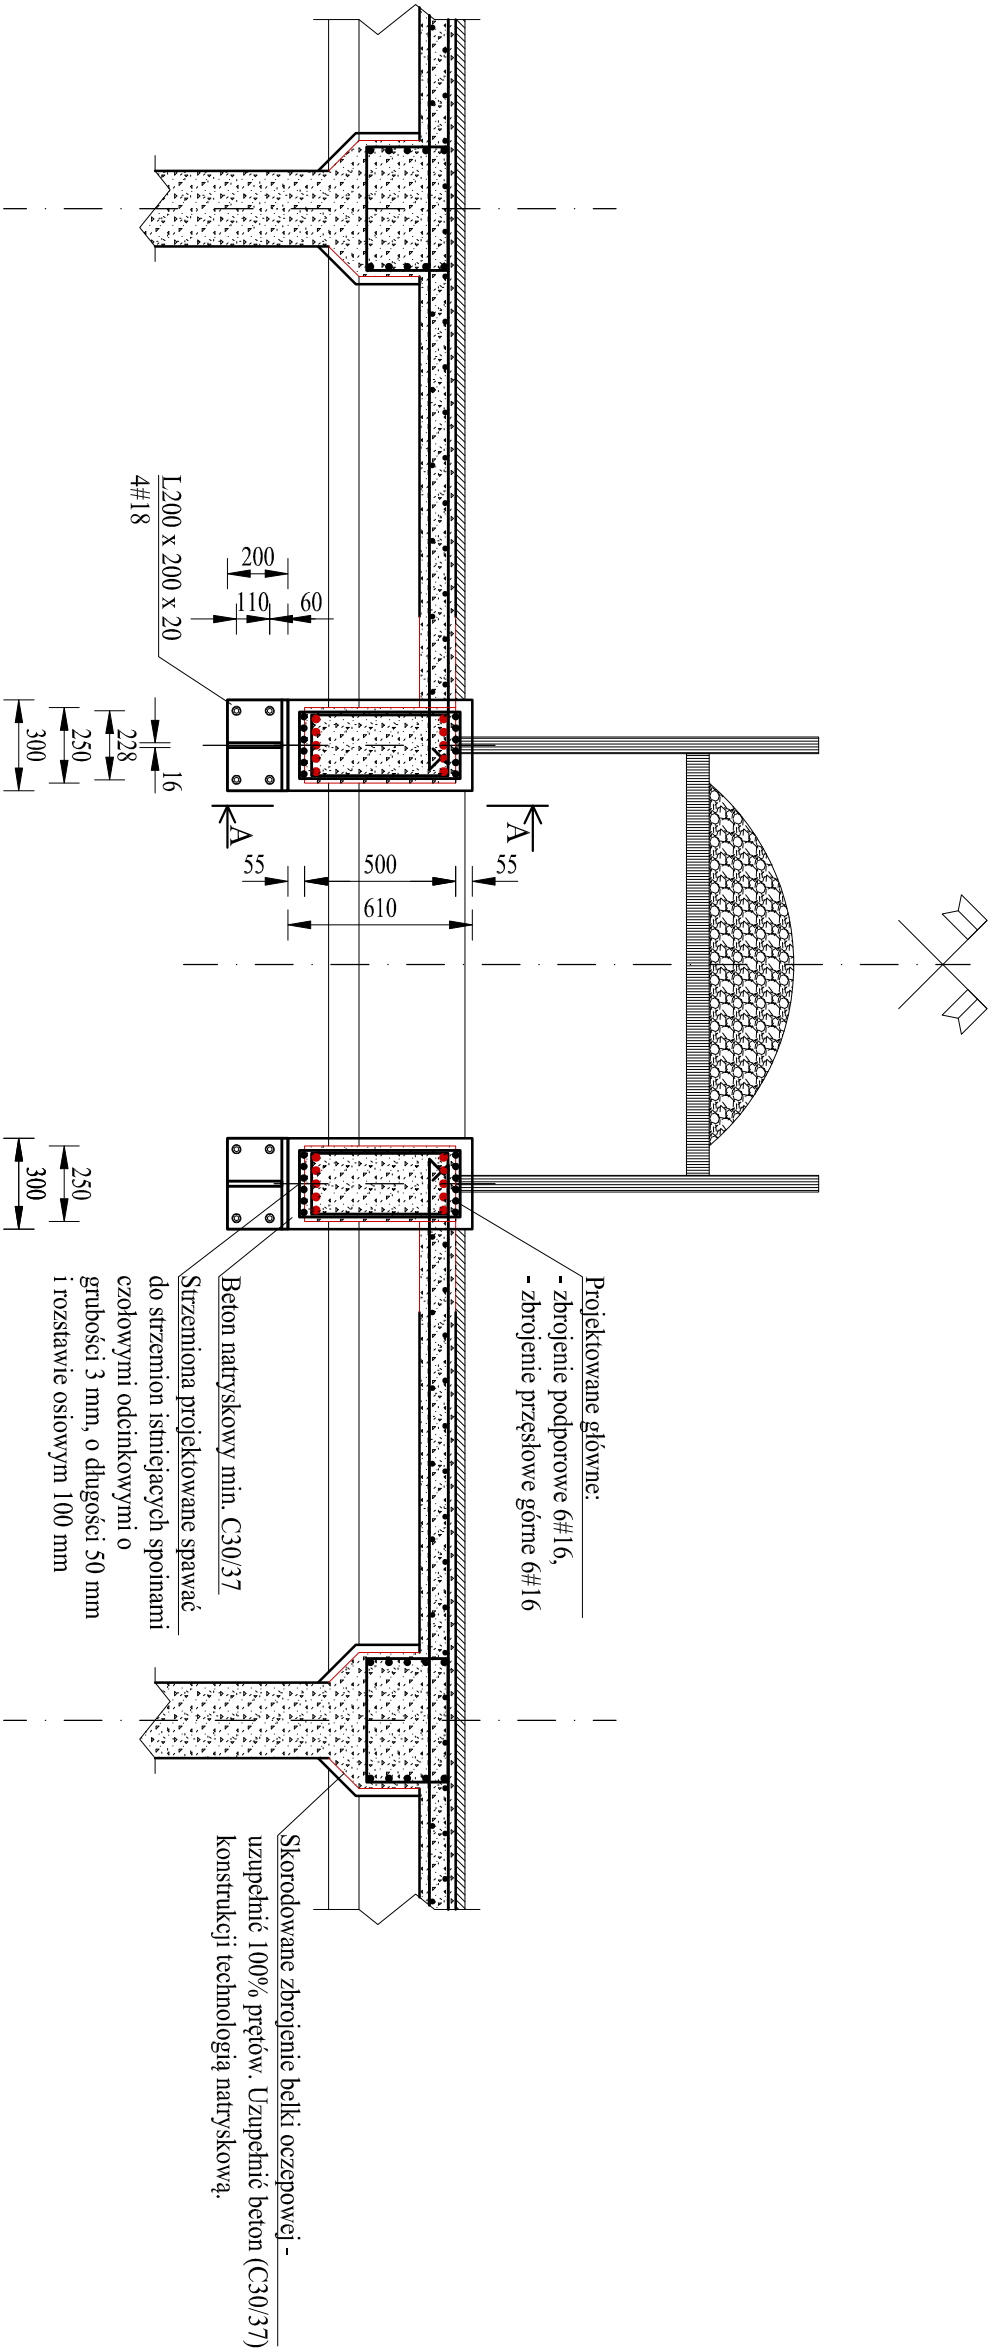 Projektowane główne:
- zbrojenie podporowe 6#16,
- zbrojenie przęsłowe górne 6#16
A
A
55
500
55
610
L200 x 200 x 20
4#18
200
110
60
16
228
250
300
250
300
Beton natryskowy min. C30/37
Strzemiona projektowane spawać
do strzemion istniejacych spoinami
czołowymi odcinkowymi o
grubości 3 mm, o długości 50 mm
i rozstawie osiowym 100 mm
Skorodowane zbrojenie belki oczepowej -
uzupełnić 100% prętów. Uzupełnić beton (C30/37)
konstrukcji technologią natryskową.